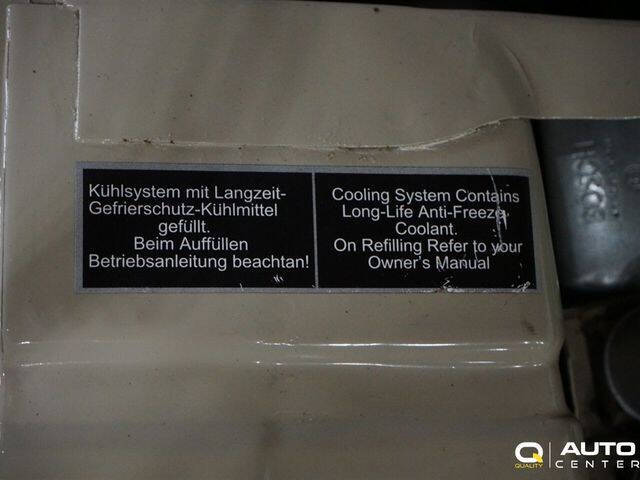 Kühlsystem mit Langzeit-
Gefrierschutz-Kühlmittel
gefüllt.
Beim Auffüllen
Betriebsanleitung beachtan!
Cooling System Contains
Long-Life Anti-Freeze
Coolant.
On Refilling Refer to your
Owner's Manual
Q
QUALITY
AUTO
CENTER